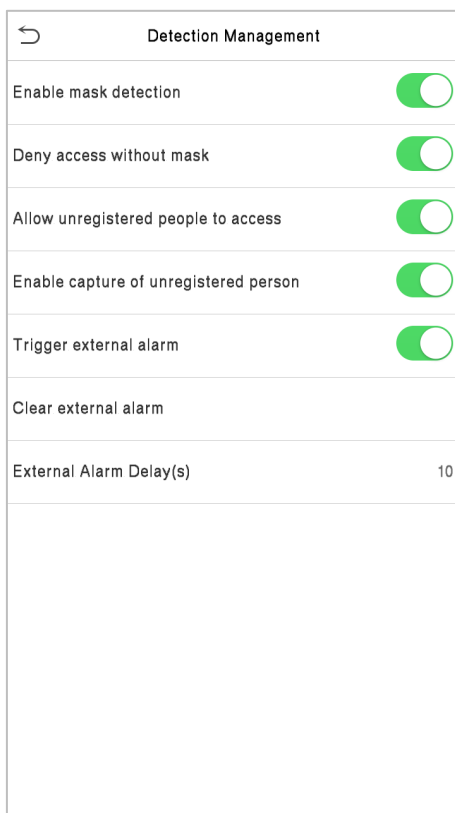 Detection Management
Enable mask detection
Deny access without mask
Allow unregistered people to access
Enable capture of unregistered person
Trigger external alarm
Clear external alarm
External Alarm Delay(s) 10